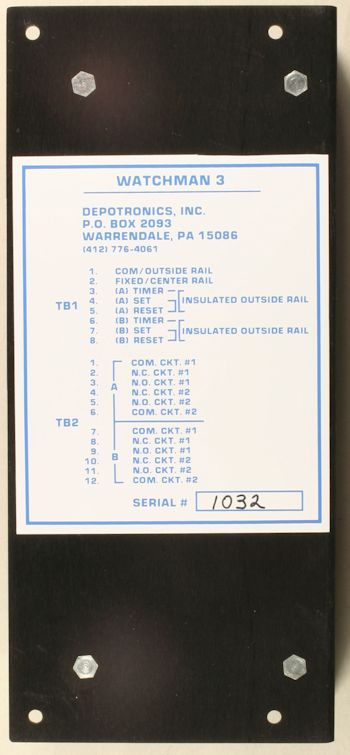 WATCHMAN 3
DEPOTRONICS, INC.
P.O. BOX 2093
WARRENDALE, PA 15086
(412) 776-4061
TB1
1. COM/OUTSIDE RAIL
2. FIXED/CENTER RAIL
3. (A) TIMER
4. (A) SET INSULATED OUTSIDE RAIL
5. (A) RESET
6. (B) TIMER
7. (B) SET INSULATED OUTSIDE RAIL
8. (B) RESET
TB2
A
1. COM. CKT. #1
2. N.C. CKT. #1
3. N.O. CKT. #1
4. N.C. CKT. #2
5. N.O. CKT. #2
6. COM. CKT. #2
B
7. COM. CKT. #1
8. N.C. CKT. #1
9. N.O. CKT. #1
10. N.C. CKT. #2
11. N.O. CKT. #2
12. COM. CKT. #2
SERIAL # 1032